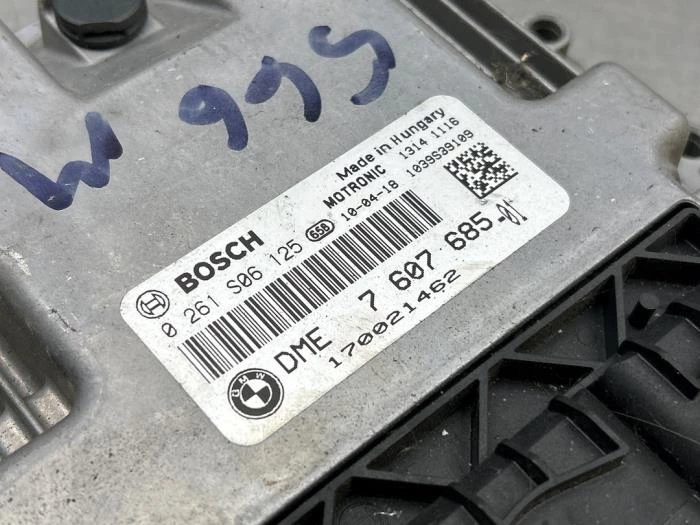 W995
Made in Hungary
BOSCH MOTRONIC 1314 1116
0 261 S06 125 658 10-04-18 1039S39109
DME 7 607 685-01
170021462
BMW